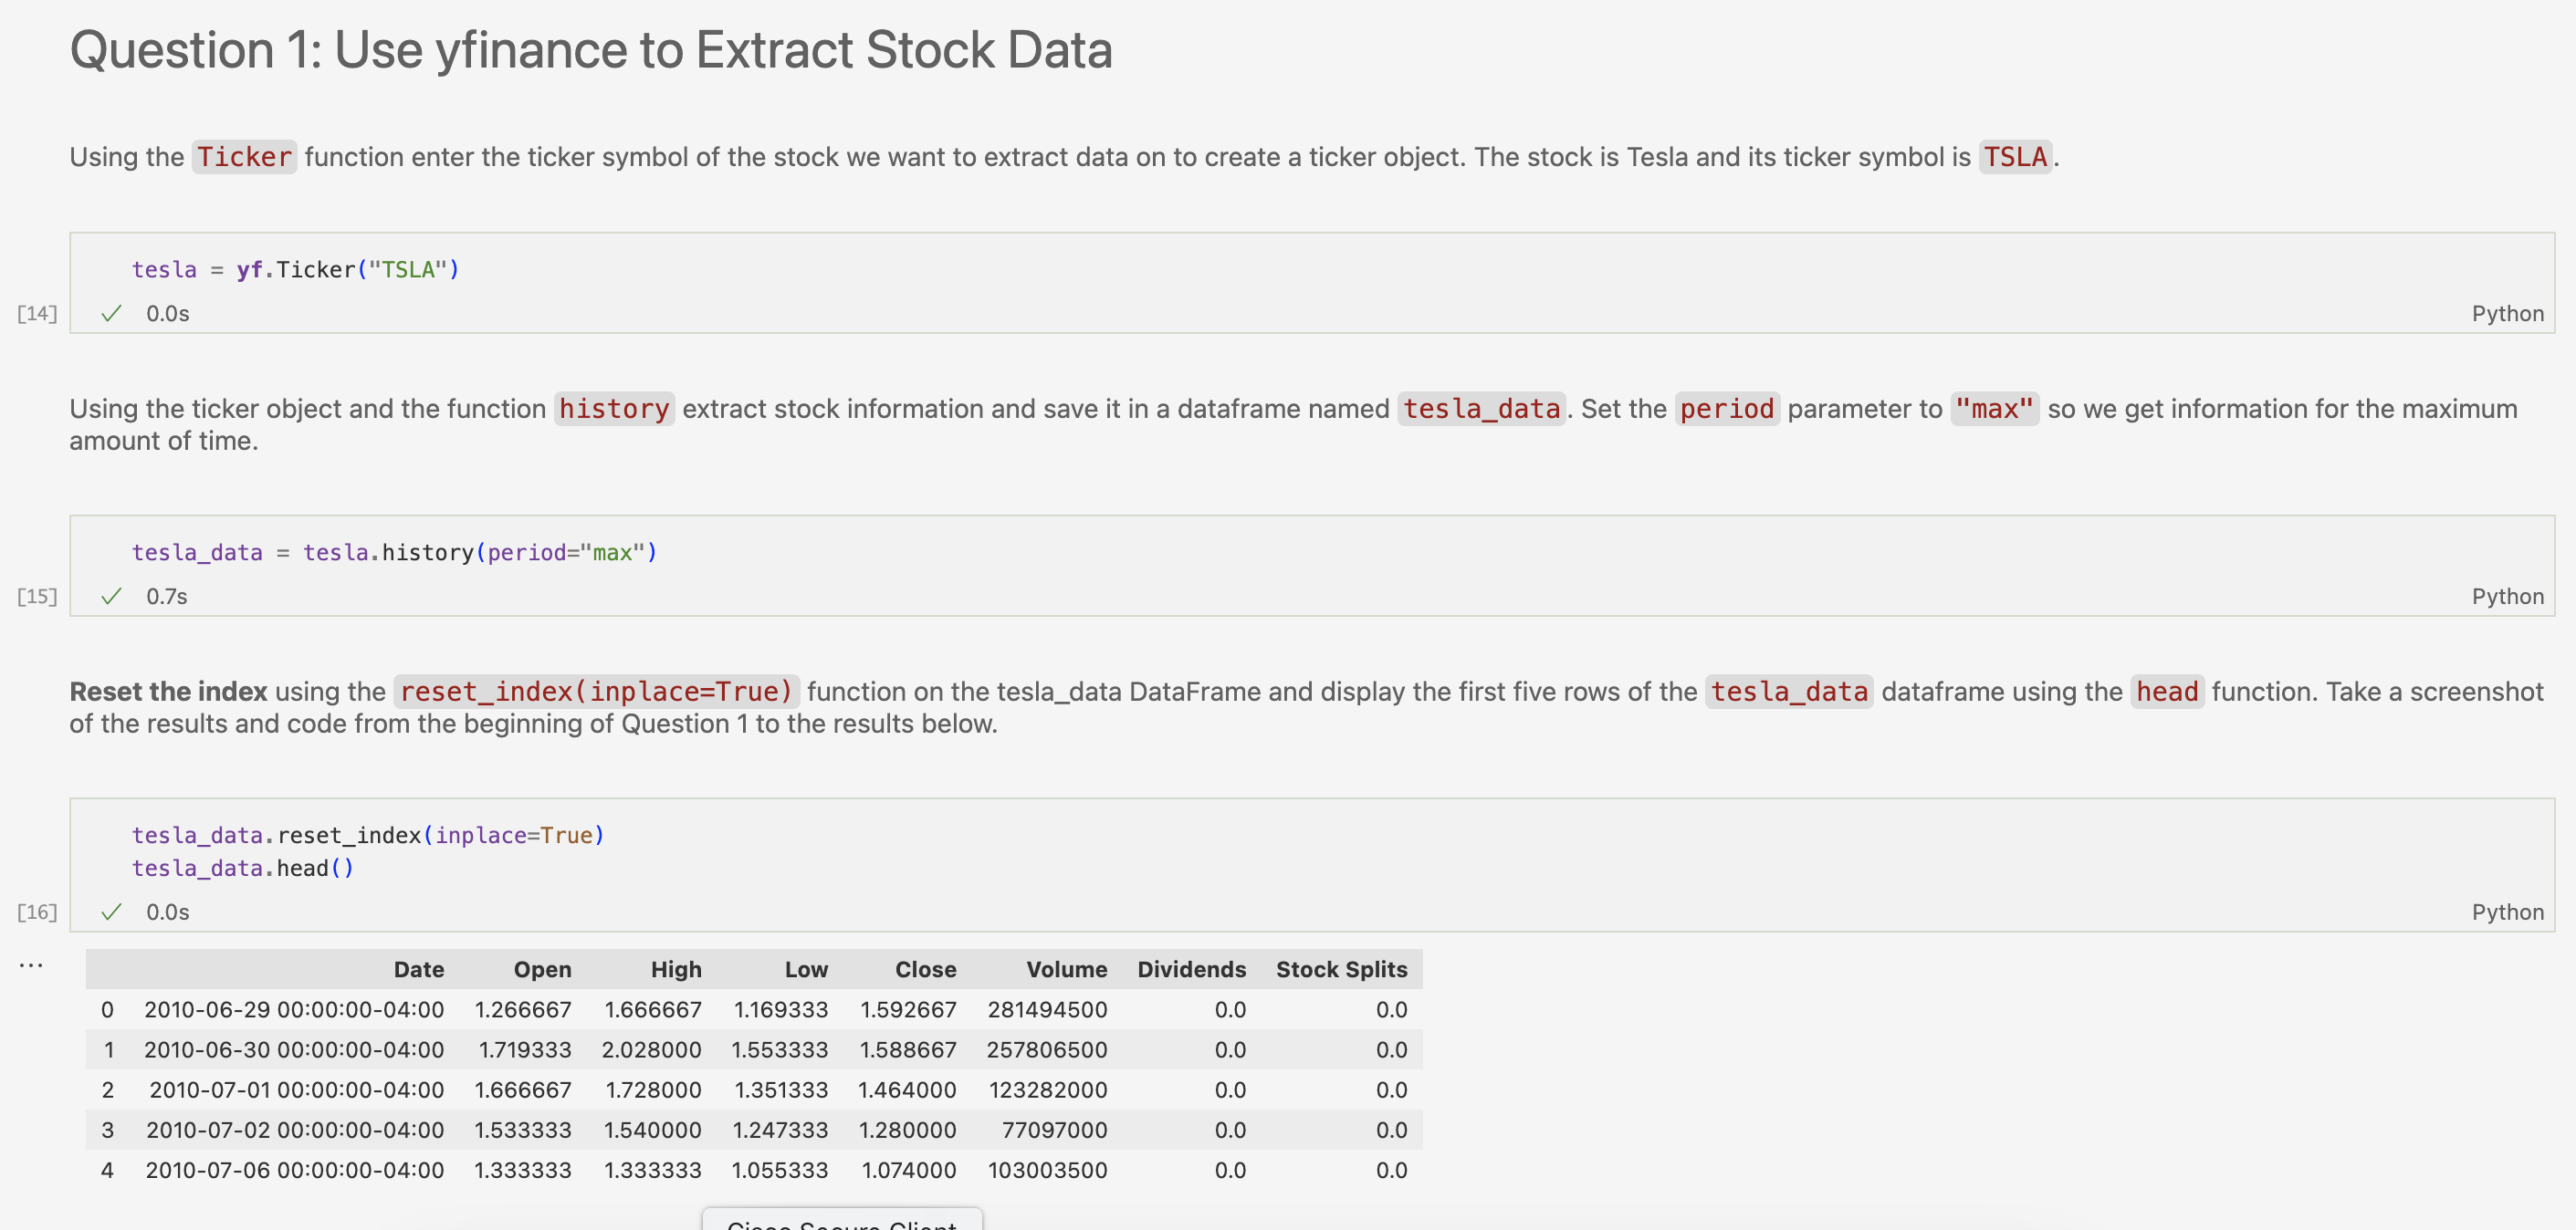 Question 1: Use yfinance to Extract Stock Data
Using the Ticker function enter the ticker symbol of the stock we want to extract data on to create a ticker object. The stock is Tesla and its ticker symbol is TSLA.
tesla = yf.Ticker("TSLA")
[14] ✓ 0.0s Python
Using the ticker object and the function history extract stock information and save it in a dataframe named tesla_data. Set the period parameter to "max" so we get information for the maximum
amount of time.
tesla_data = tesla.history(period="max")
[15] ✓ 0.7s Python
Reset the index using the reset_index(inplace=True) function on the tesla_data DataFrame and display the first five rows of the tesla_data dataframe using the head function. Take a screenshot
of the results and code from the beginning of Question 1 to the results below.
tesla_data.reset_index(inplace=True)
tesla_data.head()
[16] ✓ 0.0s Python
... Date Open High Low Close Volume Dividends Stock Splits
0 2010-06-29 00:00:00-04:00 1.266667 1.666667 1.169333 1.592667 281494500 0.0 0.0
1 2010-06-30 00:00:00-04:00 1.719333 2.028000 1.553333 1.588667 257806500 0.0 0.0
2 2010-07-01 00:00:00-04:00 1.666667 1.728000 1.351333 1.464000 123282000 0.0 0.0
3 2010-07-02 00:00:00-04:00 1.533333 1.540000 1.247333 1.280000 77097000 0.0 0.0
4 2010-07-06 00:00:00-04:00 1.333333 1.333333 1.055333 1.074000 103003500 0.0 0.0
Cisco Secure Client